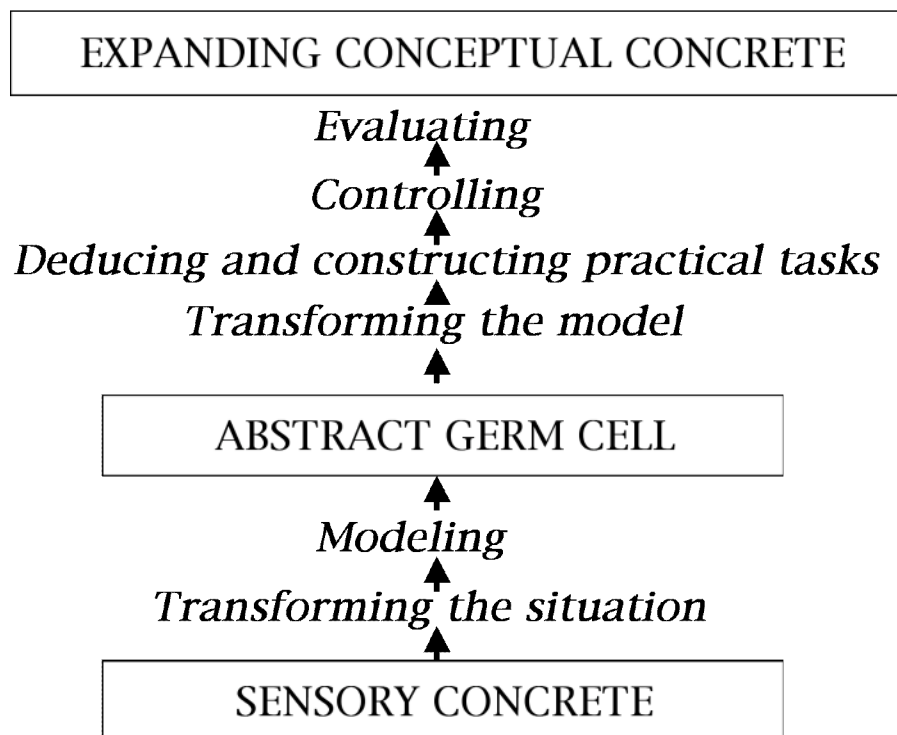 EXPANDING CONCEPTUAL CONCRETE
Evaluating
Controlling
Deducing and constructing practical tasks
Transforming the model
ABSTRACT GERM CELL
Modeling
Transforming the situation
SENSORY CONCRETE